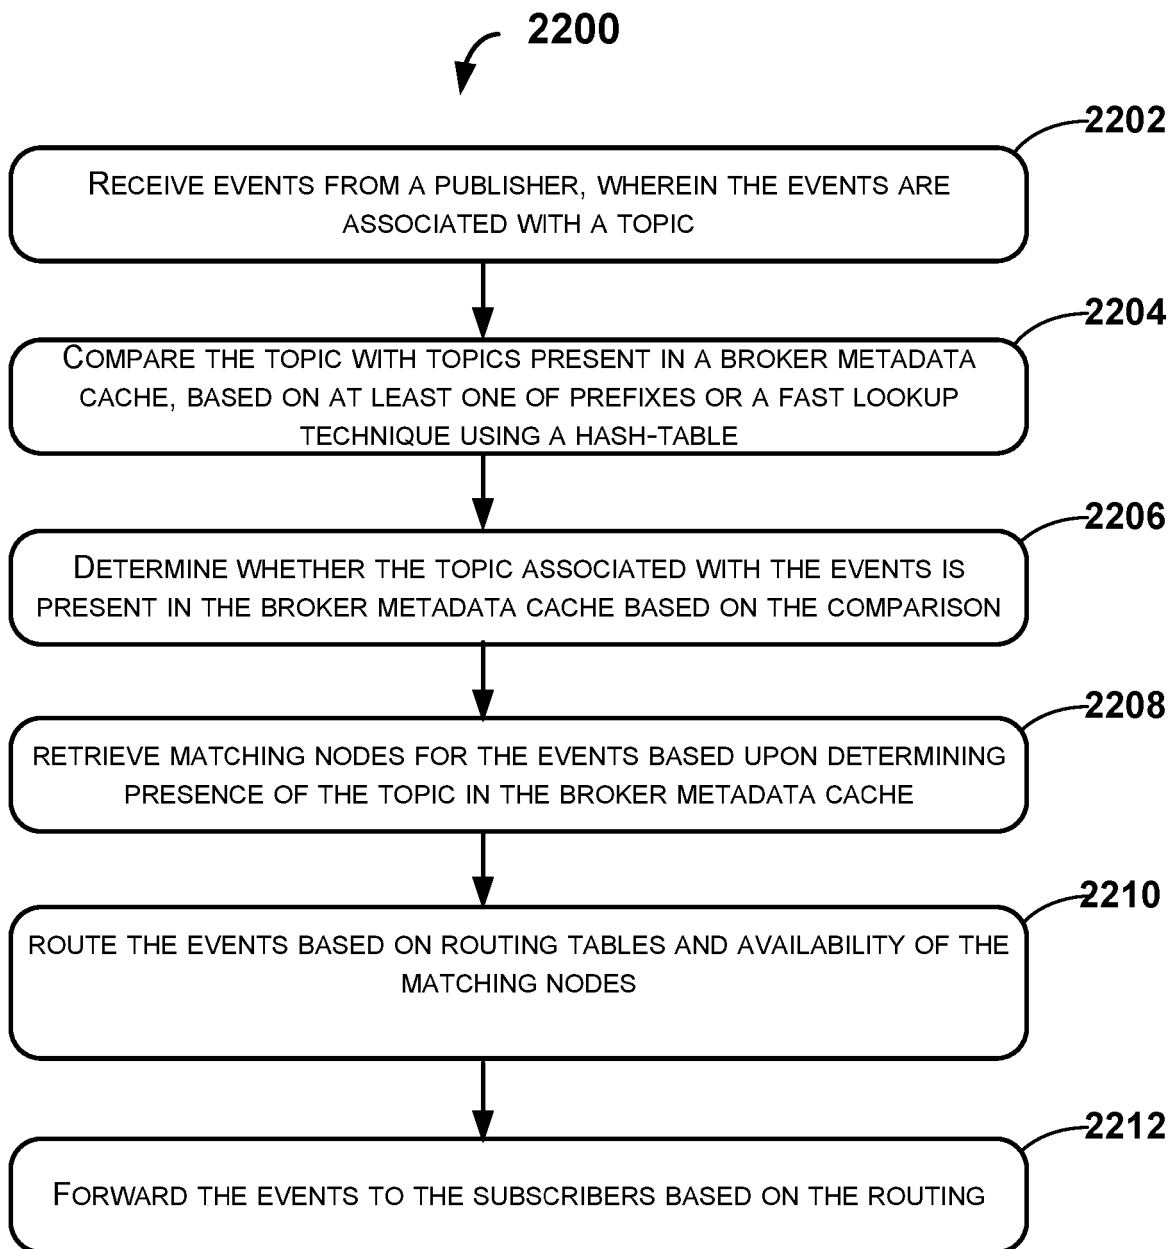 2200
2202
RECEIVE EVENTS FROM A PUBLISHER, WHEREIN THE EVENTS ARE
ASSOCIATED WITH A TOPIC
2204
COMPARE THE TOPIC WITH TOPICS PRESENT IN A BROKER METADATA
CACHE, BASED ON AT LEAST ONE OF PREFIXES OR A FAST LOOKUP
TECHNIQUE USING A HASH-TABLE
2206
DETERMINE WHETHER THE TOPIC ASSOCIATED WITH THE EVENTS IS
PRESENT IN THE BROKER METADATA CACHE BASED ON THE COMPARISON
2208
RETRIEVE MATCHING NODES FOR THE EVENTS BASED UPON DETERMINING
PRESENCE OF THE TOPIC IN THE BROKER METADATA CACHE
2210
ROUTE THE EVENTS BASED ON ROUTING TABLES AND AVAILABILITY OF THE
MATCHING NODES
2212
FORWARD THE EVENTS TO THE SUBSCRIBERS BASED ON THE ROUTING